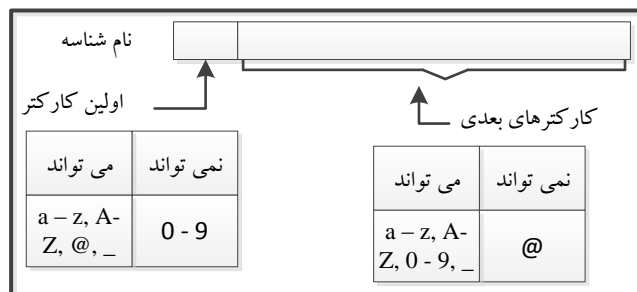 نام شناسه
اولین کارکتر
کارکترهای بعدی
می تواند
نمی تواند
a – z, A-
Z, @, _
0 - 9
می تواند
نمی تواند
a – z, A-
Z, 0 - 9, _
@